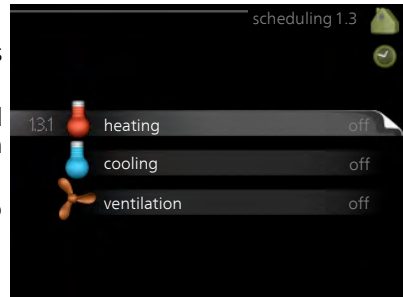 scheduling 1.3
1.3.1 heating off
cooling off
ventilation off